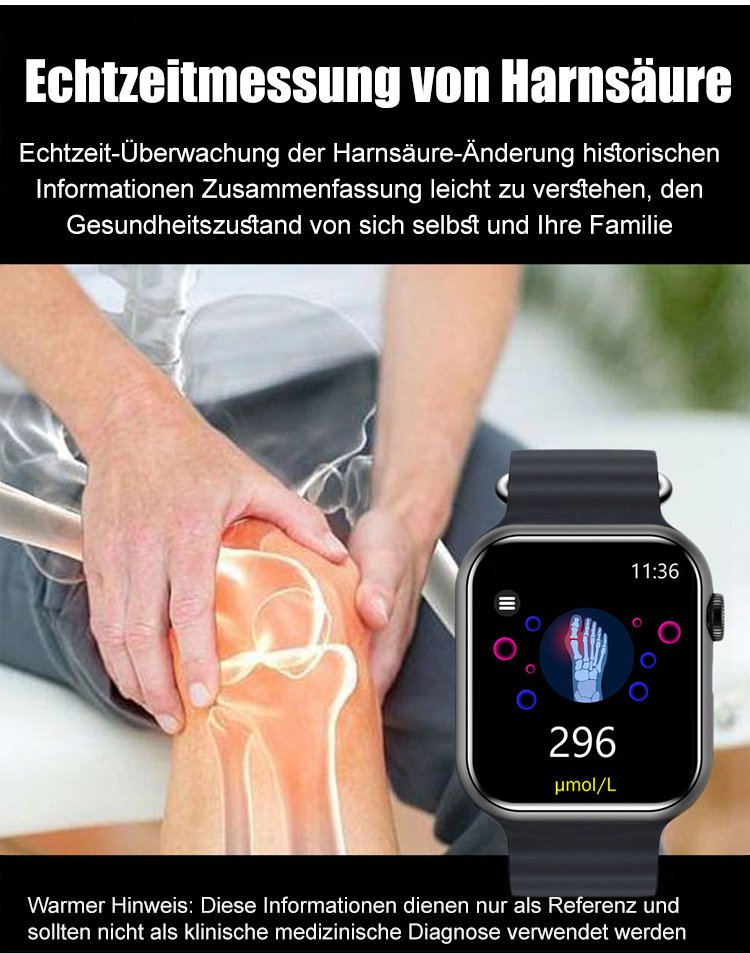 Echtzeitmessung von Harnsäure
Echtzeit-Überwachung der Harnsäure-Änderung historischen
Informationen Zusammenfassung leicht zu verstehen, den
Gesundheitszustand von sich selbst und Ihre Familie
11:36
296
μmol/L
Warmer Hinweis: Diese Informationen dienen nur als Referenz und
sollten nicht als klinische medizinische Diagnose verwendet werden